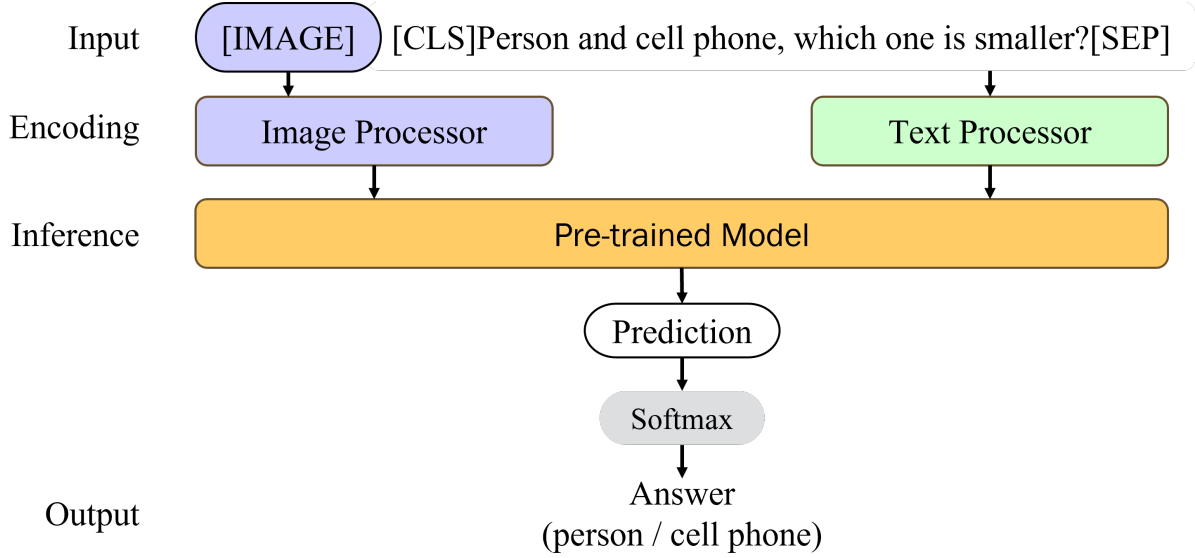 Input
[IMAGE]
[CLS]Person and cell phone, which one is smaller?[SEP]
Encoding
Image Processor
Text Processor
Inference
Pre-trained Model
Prediction
Softmax
Output
Answer
(person / cell phone)